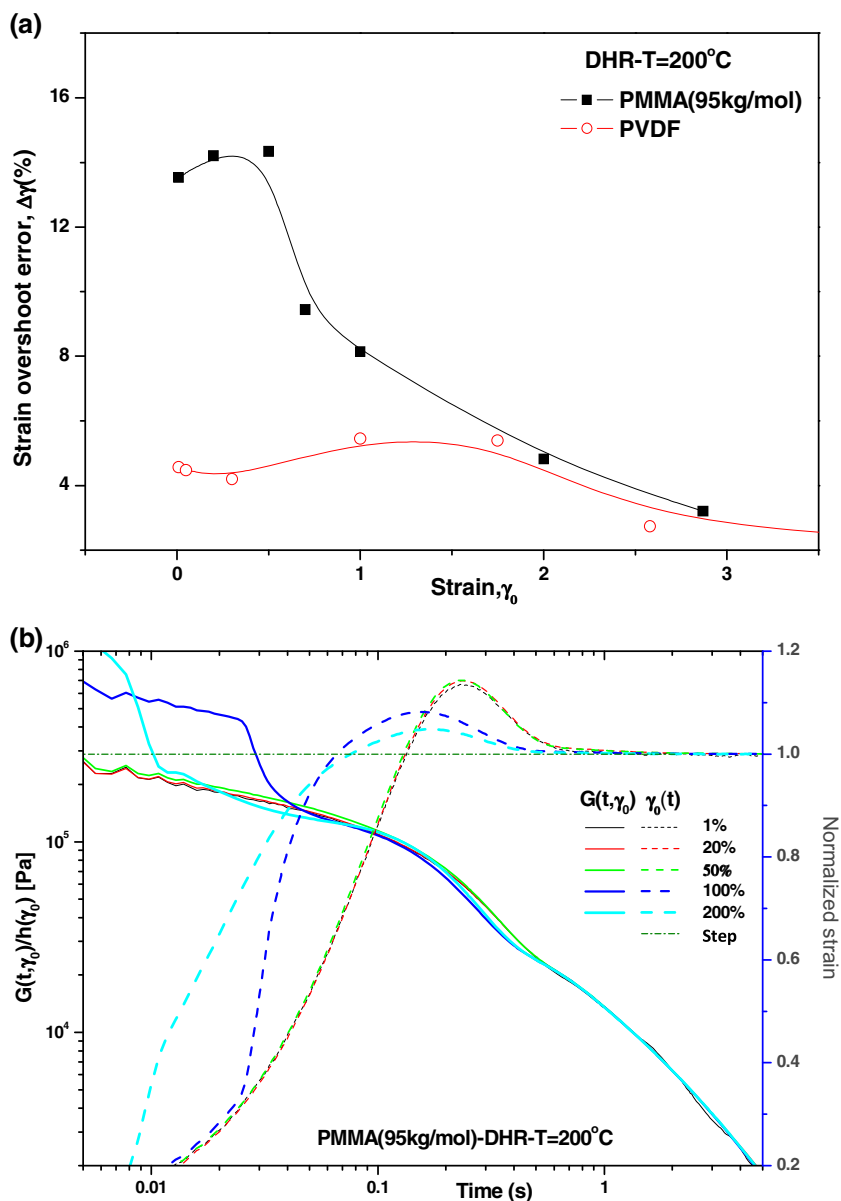 (a)
DHR-T=200°C
PMMA(95kg/mol)
PVDF
Strain overshoot error, Δγ(%)
16
12
8
4
0
1
2
3
Strain,γ₀
(b)
10⁶
10⁵
10⁴
G(t,γ₀)/h(γ₀) [Pa]
1.2
1.0
0.8
0.6
0.4
0.2
Normalized strain
G(t,γ₀) γ₀(t)
1%
20%
50%
100%
200%
Step
PMMA(95kg/mol)-DHR-T=200°C
0.01
0.1
1
Time (s)